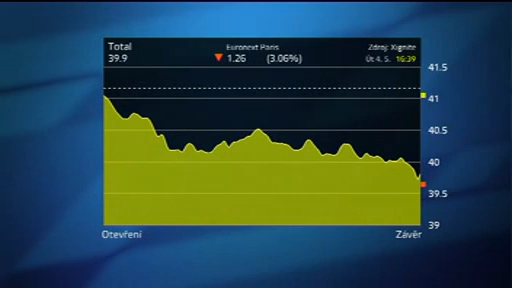 Total Euronext Paris Zdroj: Xignite
39.9 1.26 (3.06%) Út 4. 5. 16:39
41.5
41
40.5
40
39.5
39
Otevření Závěr